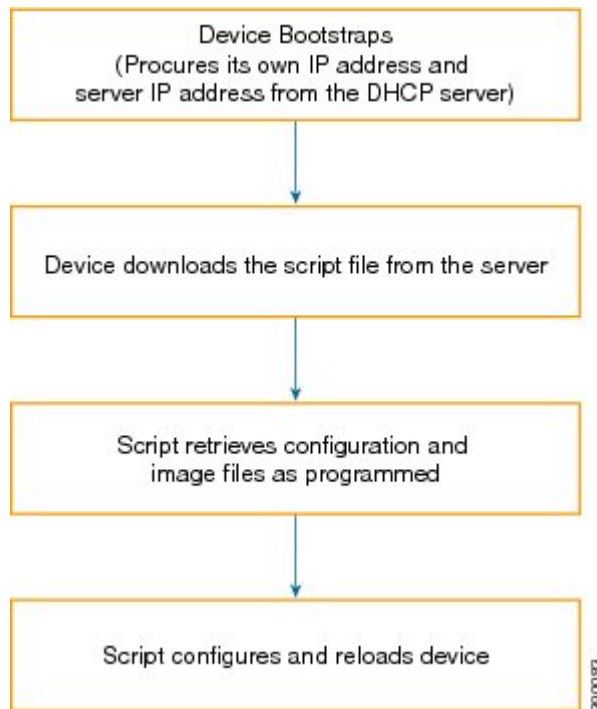 Device Bootstraps
(Procures its own IP address and
server IP address from the DHCP server)
Device downloads the script file from the server
Script retrieves configuration and
image files as programmed
Script configures and reloads device